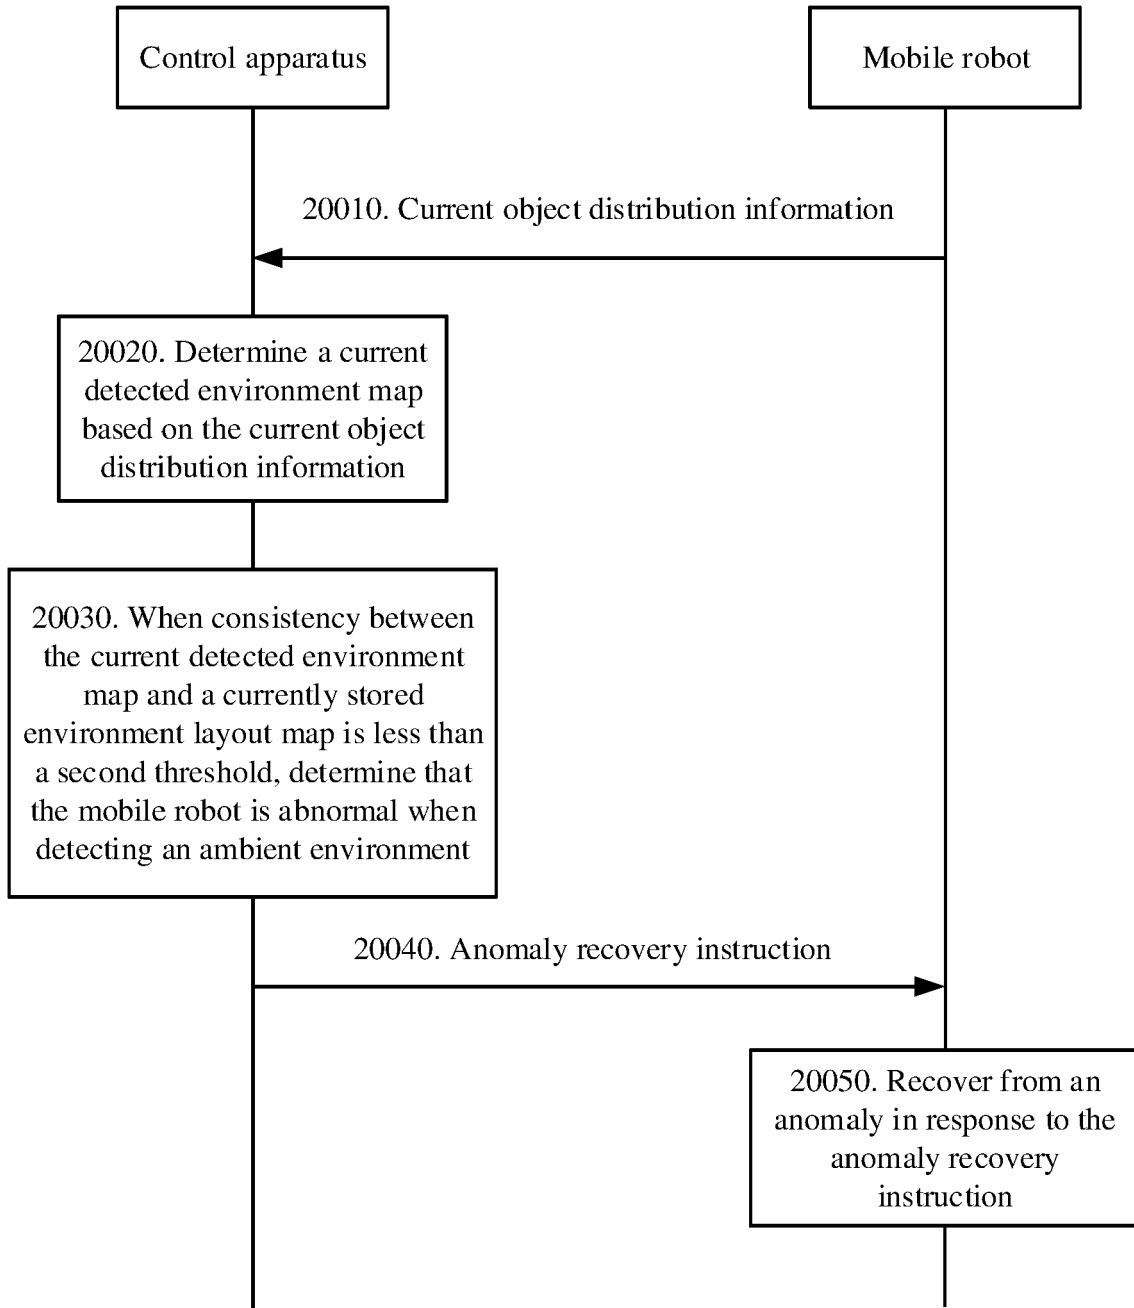 Control apparatus
Mobile robot
20010. Current object distribution information
20020. Determine a current
detected environment map
based on the current object
distribution information
20030. When consistency between
the current detected environment
map and a currently stored
environment layout map is less than
a second threshold, determine that
the mobile robot is abnormal when
detecting an ambient environment
20040. Anomaly recovery instruction
20050. Recover from an
anomaly in response to the
anomaly recovery
instruction